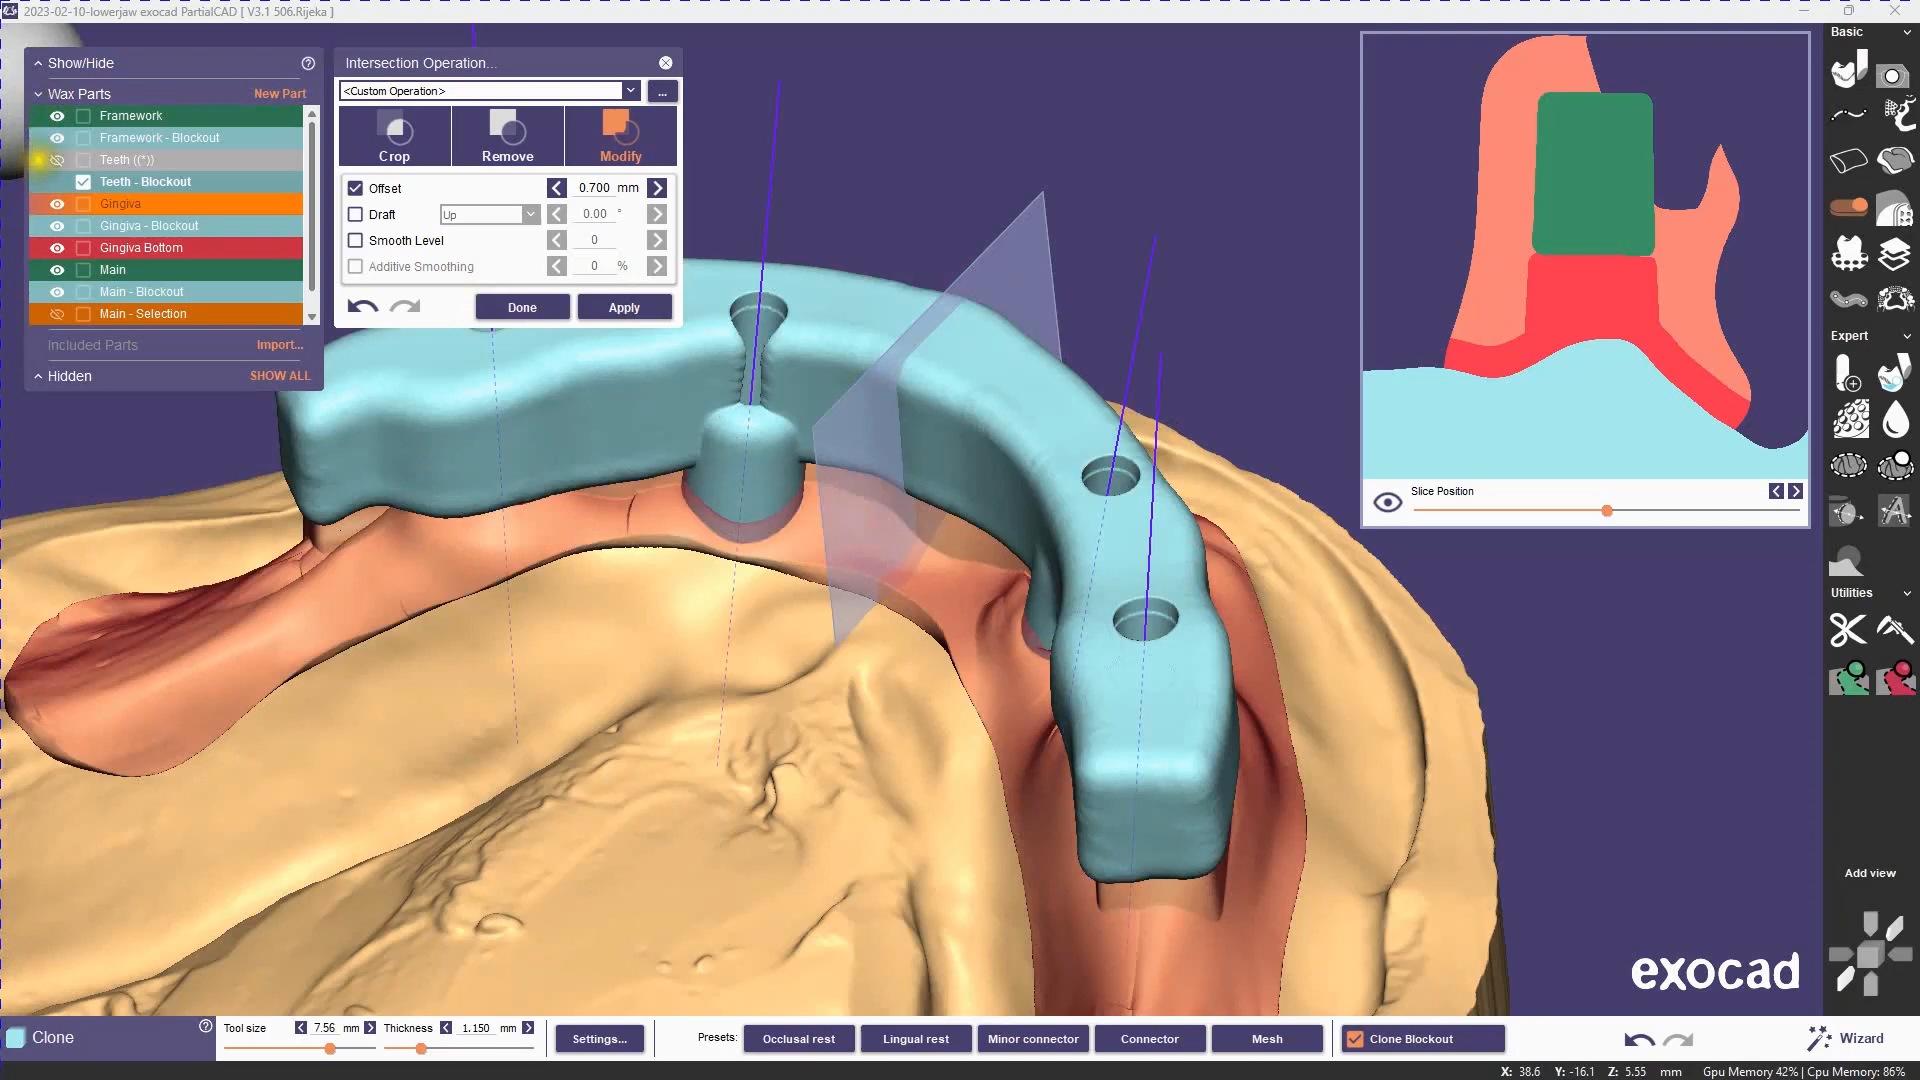 2023-02-10-lowerjaw exocad PartialCAD [ V3.1 506.Rijeka ]
Show/Hide
Wax Parts
New Part
Framework
Framework - Blockout
Teeth ((*))
Teeth - Blockout
Gingiva
Gingiva - Blockout
Gingiva Bottom
Main
Main - Blockout
Main - Selection
Included Parts
Import...
Hidden
SHOW ALL
Intersection Operation...
<Custom Operation>
...
Crop
Remove
Modify
Offset
0.700 mm
Draft
Up
0.00 °
Smooth Level
0
Additive Smoothing
0 %
Done
Apply
Slice Position
Basic
Expert
Utilities
Add view
exocad
Clone
Tool size
7.56 mm
Thickness
1.150 mm
Settings...
Presets:
Occlusal rest
Lingual rest
Minor connector
Connector
Mesh
Clone Blockout
Wizard
X: 38.6 Y: -16.1 Z: 5.55 mm
Gpu Memory 42% | Cpu Memory: 86%